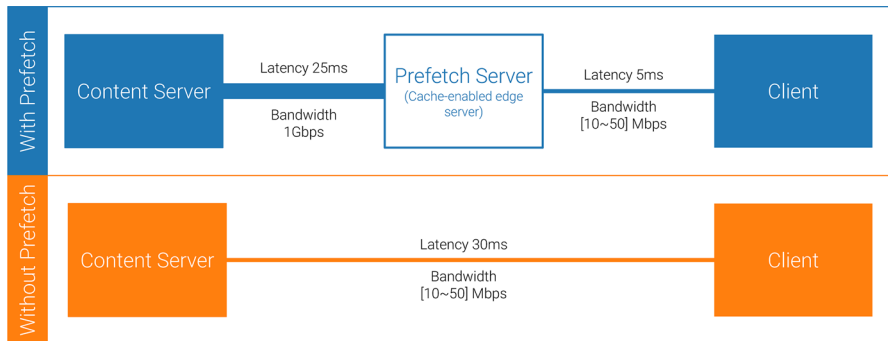 With Prefetch
Content Server
Latency 25ms
Bandwidth
1Gbps
Prefetch Server
(Cache-enabled edge
server)
Latency 5ms
Bandwidth
[10~50] Mbps
Client
Without Prefetch
Content Server
Latency 30ms
Bandwidth
[10~50] Mbps
Client